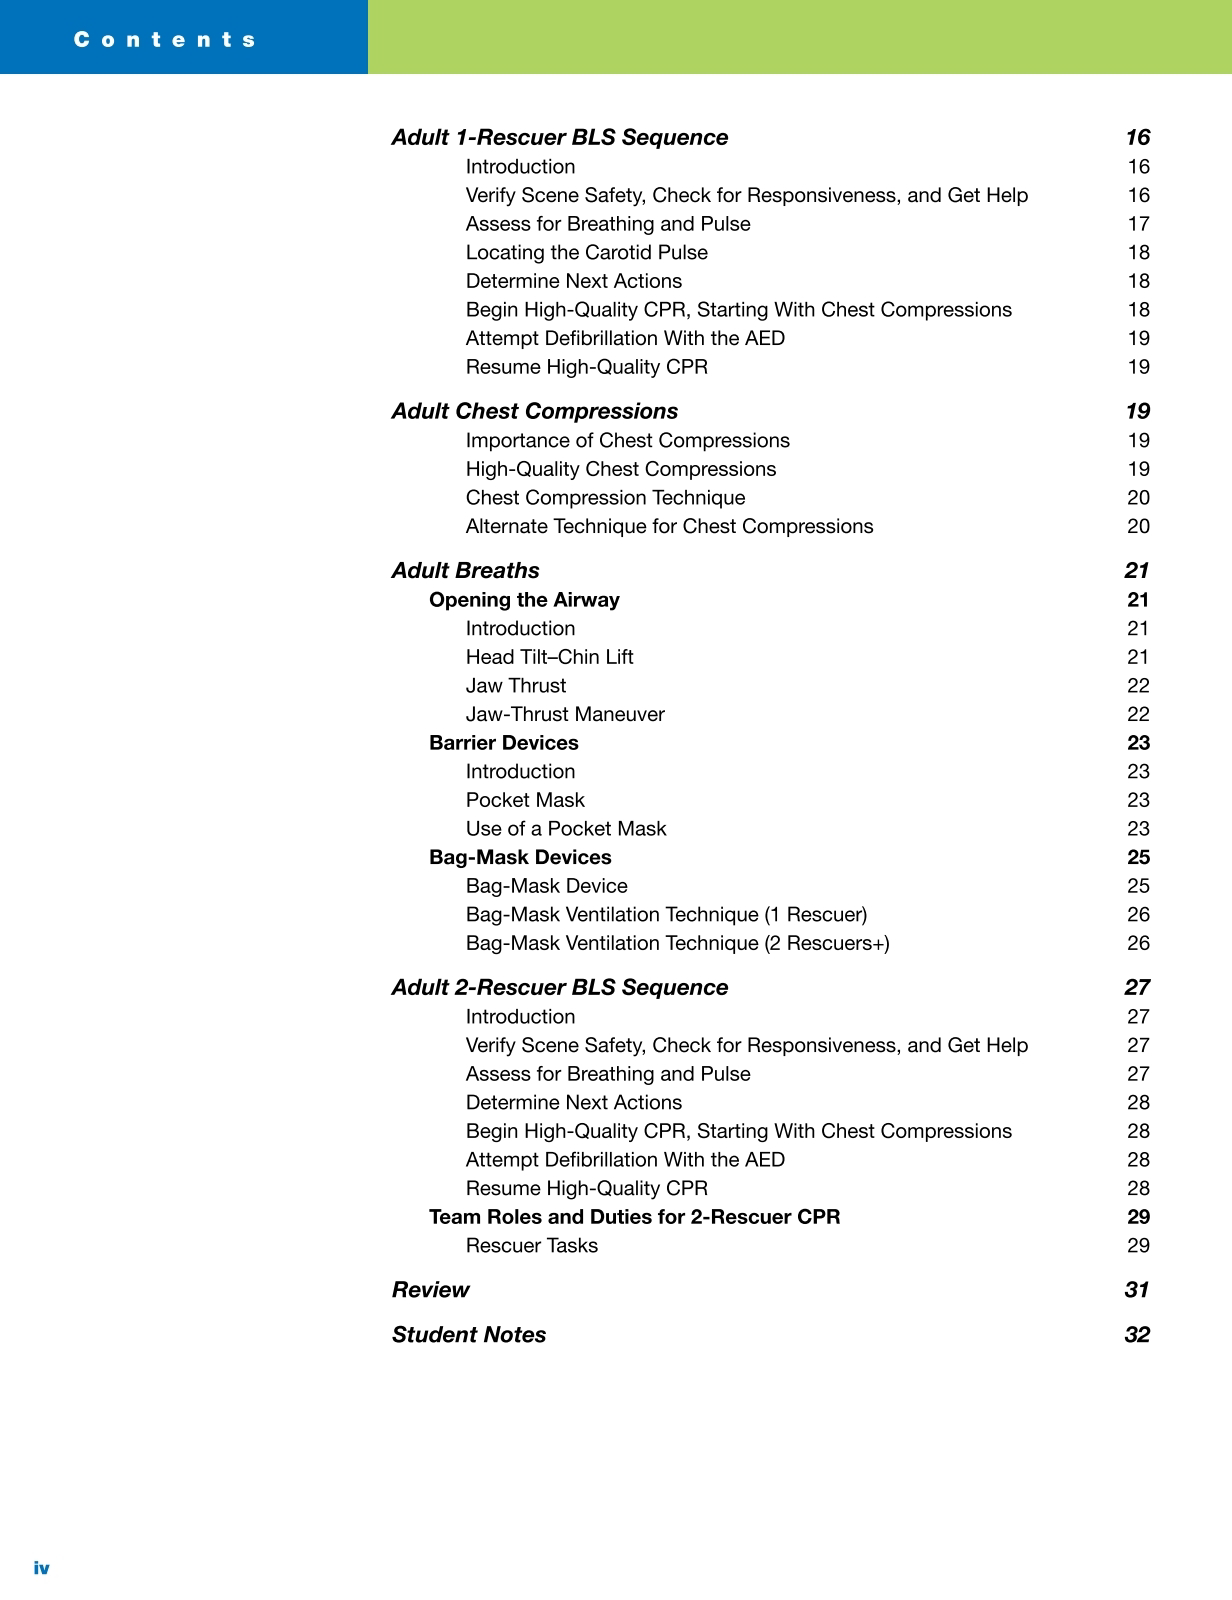 Contents
Adult 1-Rescuer BLS Sequence 16
Introduction 16
Verify Scene Safety, Check for Responsiveness, and Get Help 16
Assess for Breathing and Pulse 17
Locating the Carotid Pulse 18
Determine Next Actions 18
Begin High-Quality CPR, Starting With Chest Compressions 18
Attempt Defibrillation With the AED 19
Resume High-Quality CPR 19
Adult Chest Compressions 19
Importance of Chest Compressions 19
High-Quality Chest Compressions 19
Chest Compression Technique 20
Alternate Technique for Chest Compressions 20
Adult Breaths 21
Opening the Airway 21
Introduction 21
Head Tilt–Chin Lift 21
Jaw Thrust 22
Jaw-Thrust Maneuver 22
Barrier Devices 23
Introduction 23
Pocket Mask 23
Use of a Pocket Mask 23
Bag-Mask Devices 25
Bag-Mask Device 25
Bag-Mask Ventilation Technique (1 Rescuer) 26
Bag-Mask Ventilation Technique (2 Rescuers+) 26
Adult 2-Rescuer BLS Sequence 27
Introduction 27
Verify Scene Safety, Check for Responsiveness, and Get Help 27
Assess for Breathing and Pulse 27
Determine Next Actions 28
Begin High-Quality CPR, Starting With Chest Compressions 28
Attempt Defibrillation With the AED 28
Resume High-Quality CPR 28
Team Roles and Duties for 2-Rescuer CPR 29
Rescuer Tasks 29
Review 31
Student Notes 32
iv